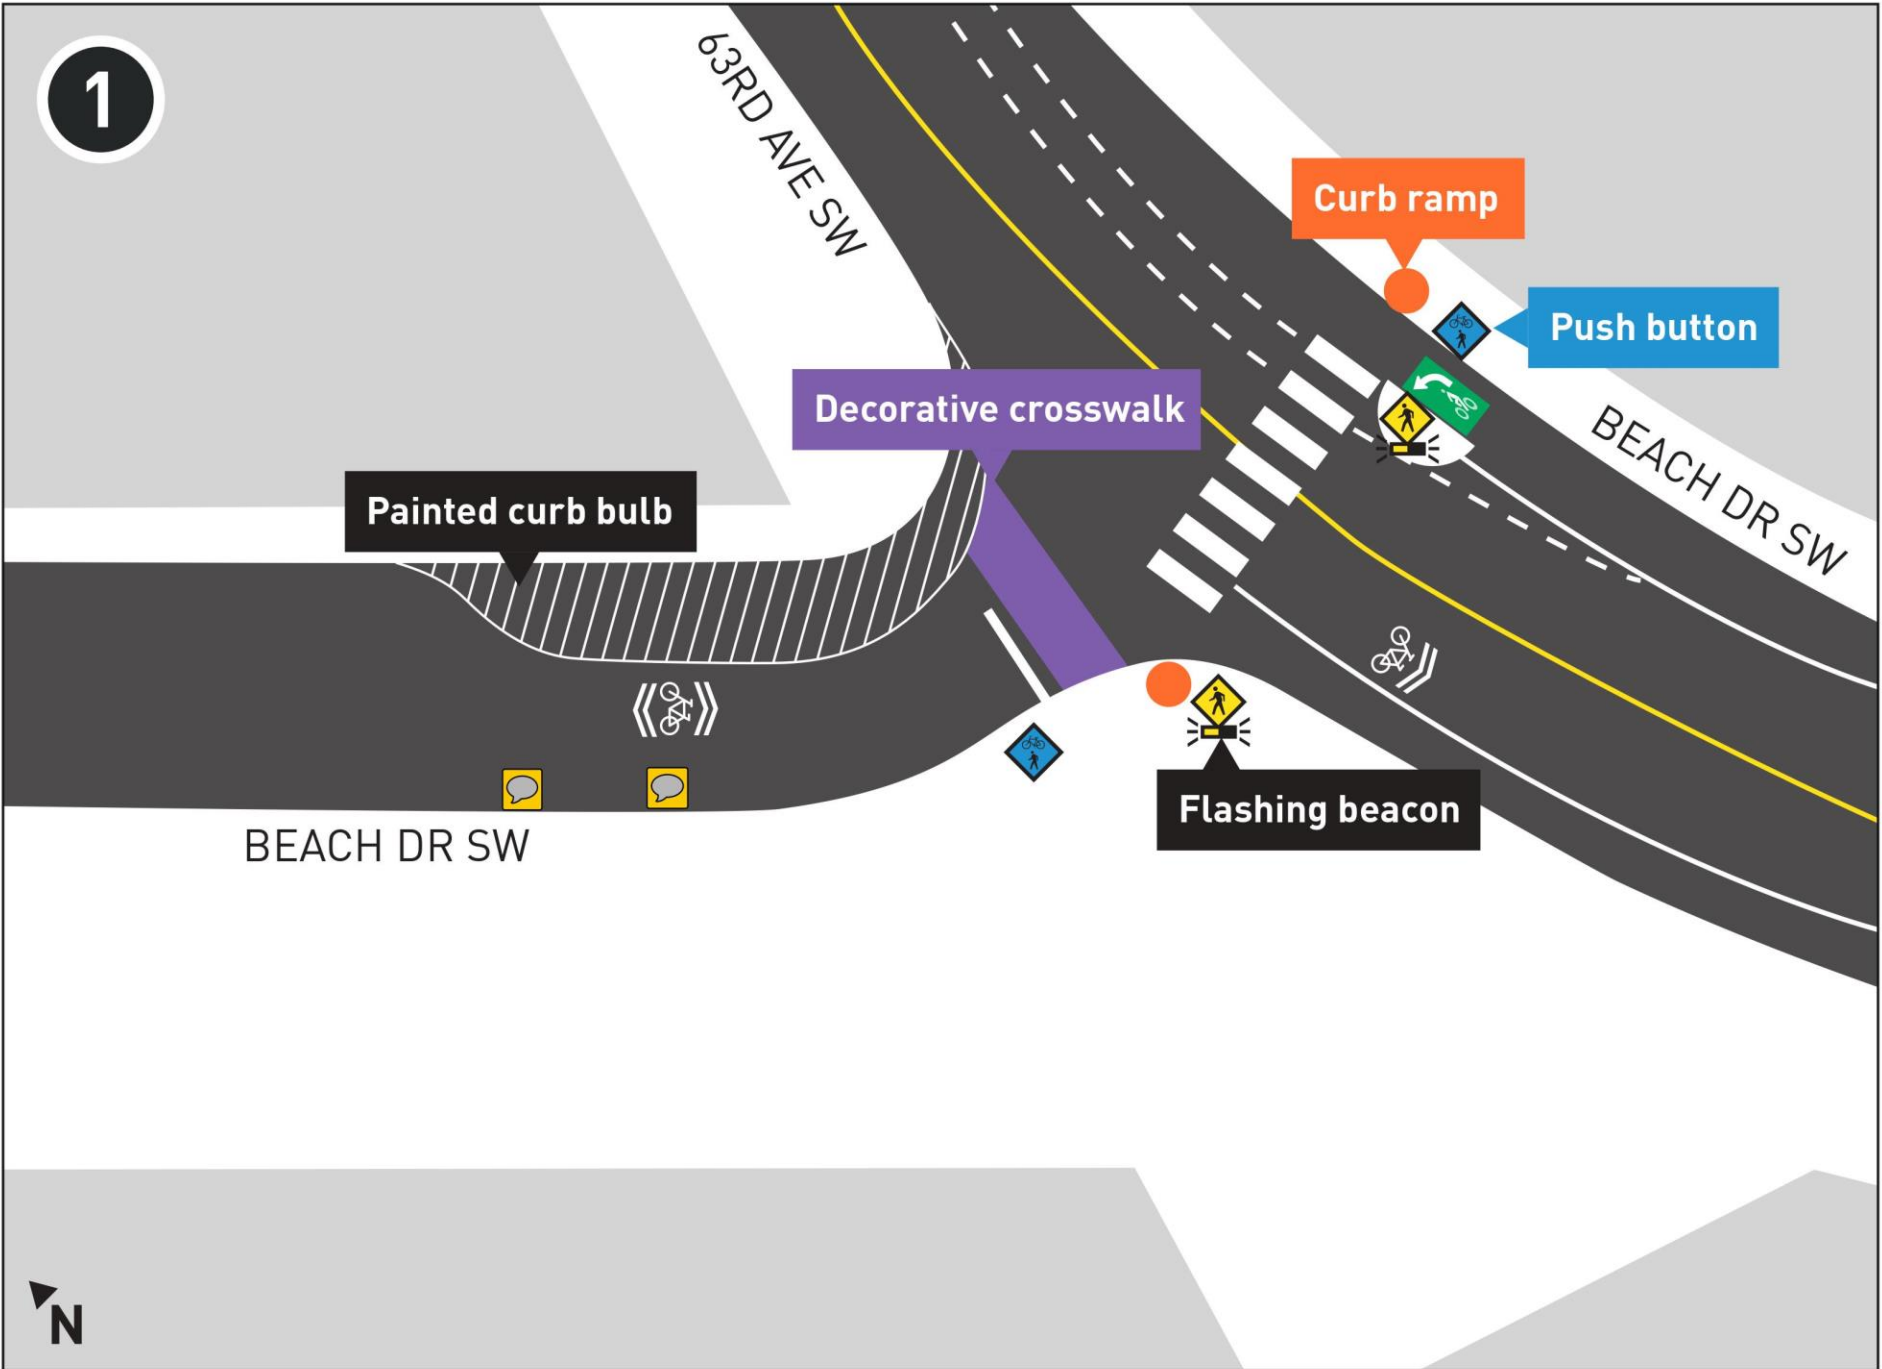 1
63RD AVE SW
Curb ramp
Push button
Decorative crosswalk
BEACH DR SW
Painted curb bulb
Flashing beacon
BEACH DR SW
N